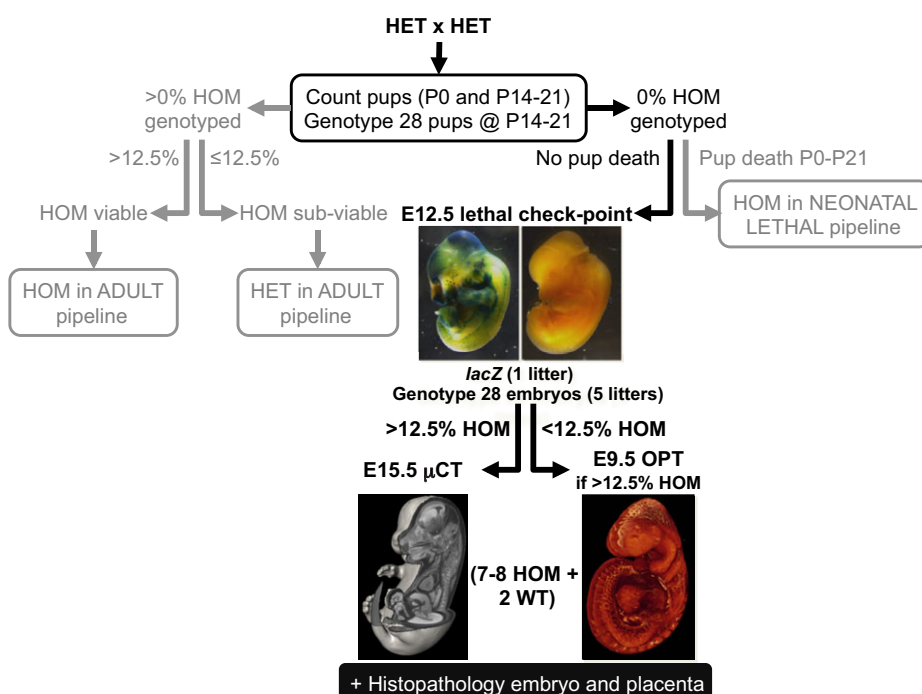 HET x HET
Count pups (P0 and P14-21)
Genotype 28 pups @ P14-21
>0% HOM
genotyped
0% HOM
genotyped
>12.5%
≤12.5%
No pup death
Pup death P0-P21
HOM viable
HOM sub-viable
E12.5 lethal check-point
HOM in NEONATAL
LETHAL pipeline
HOM in ADULT
pipeline
HET in ADULT
pipeline
lacZ (1 litter)
Genotype 28 embryos (5 litters)
>12.5% HOM
<12.5% HOM
E15.5 μCT
E9.5 OPT
if >12.5% HOM
(7-8 HOM +
2 WT)
+ Histopathology embryo and placenta